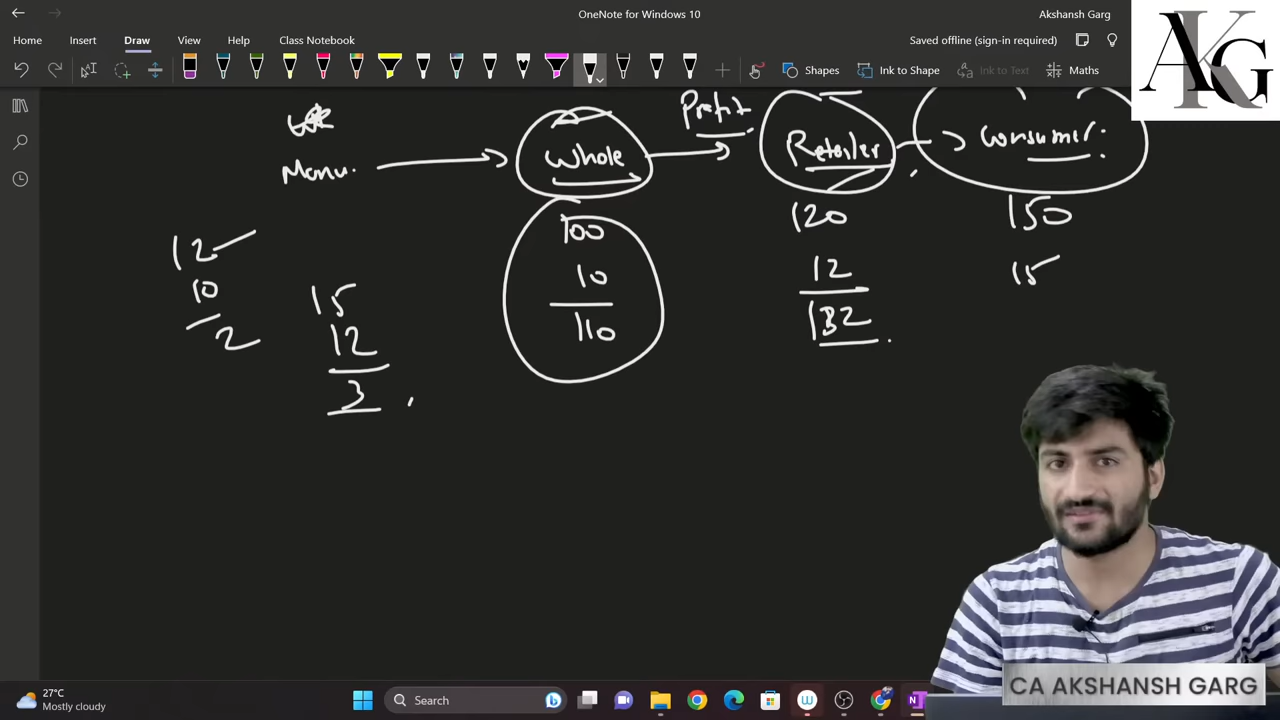 OneNote for Windows 10
Akshansh Garg
Home Insert Draw View Help Class Notebook
Saved offline (sign-in required)
Shapes Ink to Shape Ink to Text Maths
AKG
Profit
Manu. Whole Retailer Consumer
100 120 150
12 10 12 15
10 15 110 132
2 12
3
CA AKSHANSH GARG
27°C
Mostly cloudy
Search